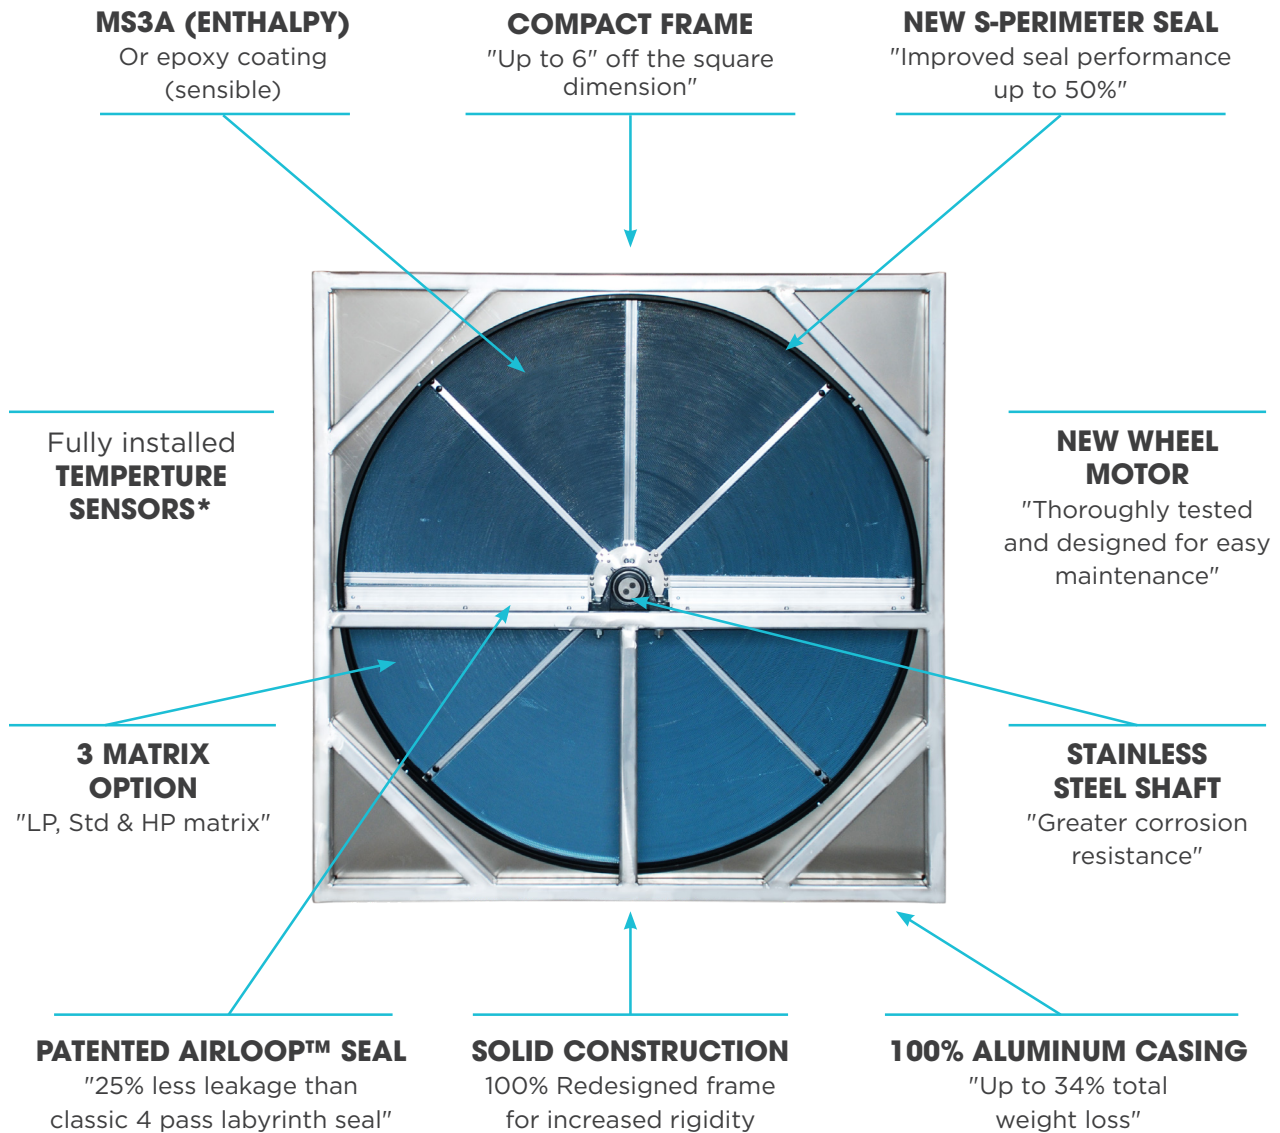 MS3A (ENTHALPY)
Or epoxy coating
(sensible)
COMPACT FRAME
"Up to 6" off the square
dimension"
NEW S-PERIMETER SEAL
"Improved seal performance
up to 50%"
Fully installed
TEMPERTURE
SENSORS*
NEW WHEEL
MOTOR
"Thoroughly tested
and designed for easy
maintenance"
3 MATRIX
OPTION
"LP, Std & HP matrix"
STAINLESS
STEEL SHAFT
"Greater corrosion
resistance"
PATENTED AIRLOOP™ SEAL
"25% less leakage than
classic 4 pass labyrinth seal"
SOLID CONSTRUCTION
100% Redesigned frame
for increased rigidity
100% ALUMINUM CASING
"Up to 34% total
weight loss"